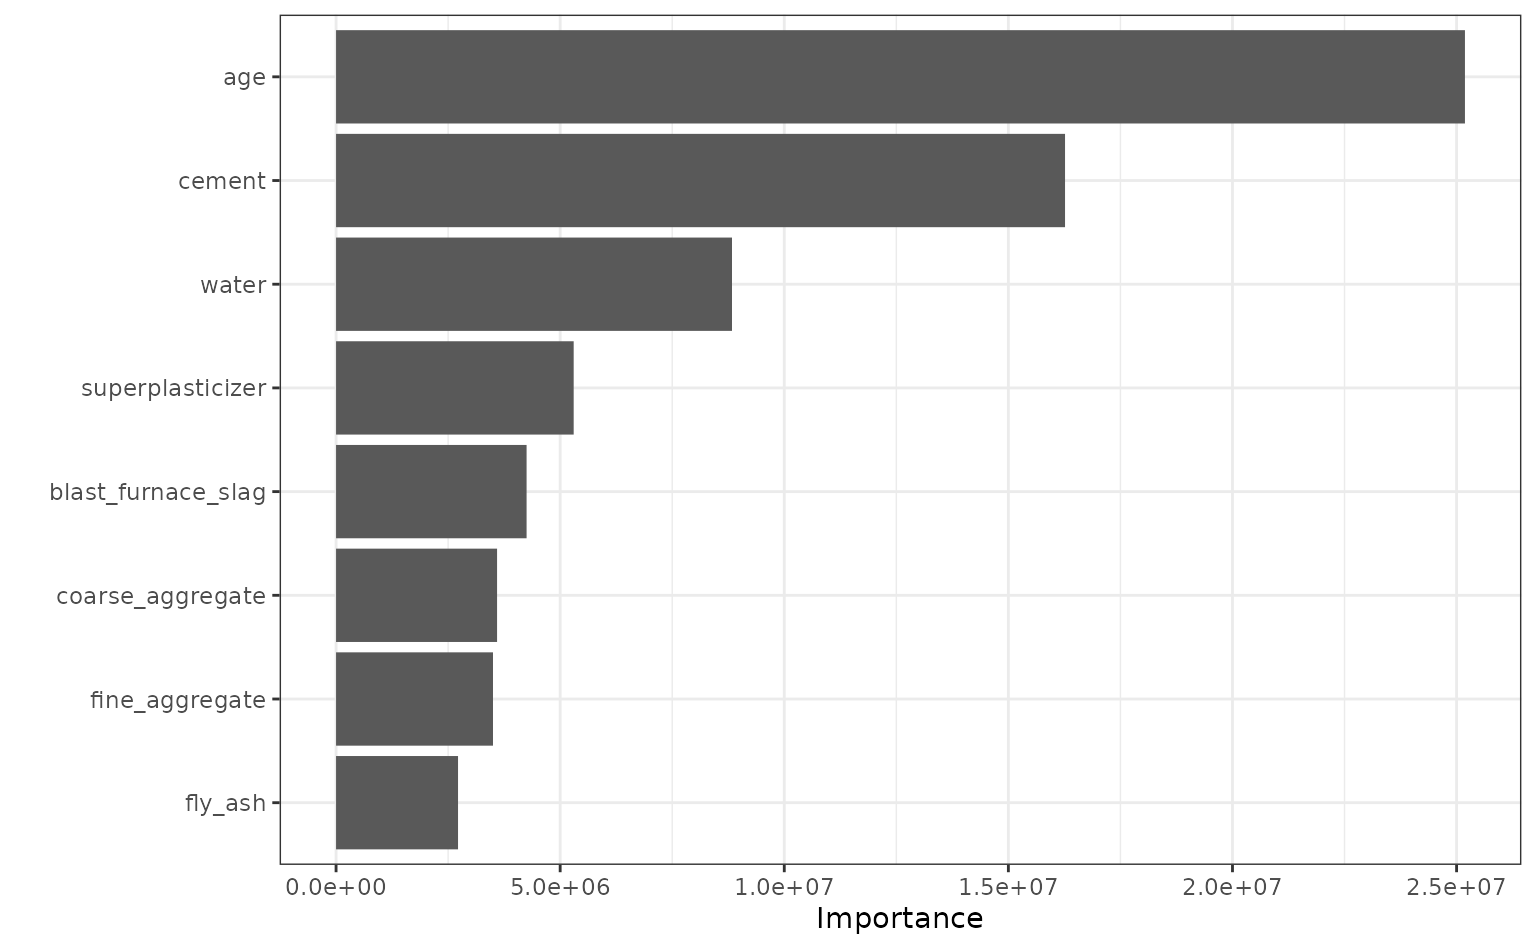 age
cement
water
superplasticizer
blast_furnace_slag
coarse_aggregate
fine_aggregate
fly_ash
0.0e+00 5.0e+06 1.0e+07 1.5e+07 2.0e+07 2.5e+07
Importance